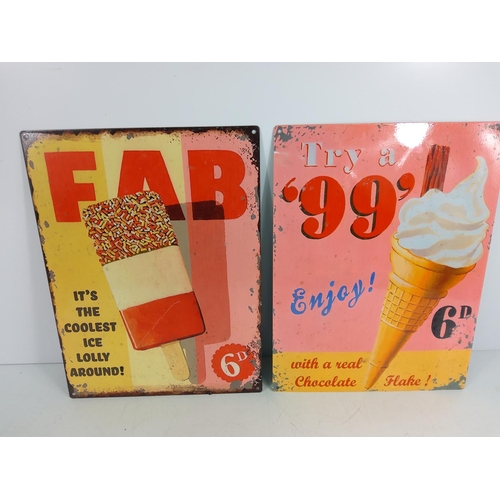 FAB
IT'S
THE
COOLEST
ICE
LOLLY
AROUND!
6D
Try a
'99'
Enjoy!
6D
with a real
Chocolate Flake!